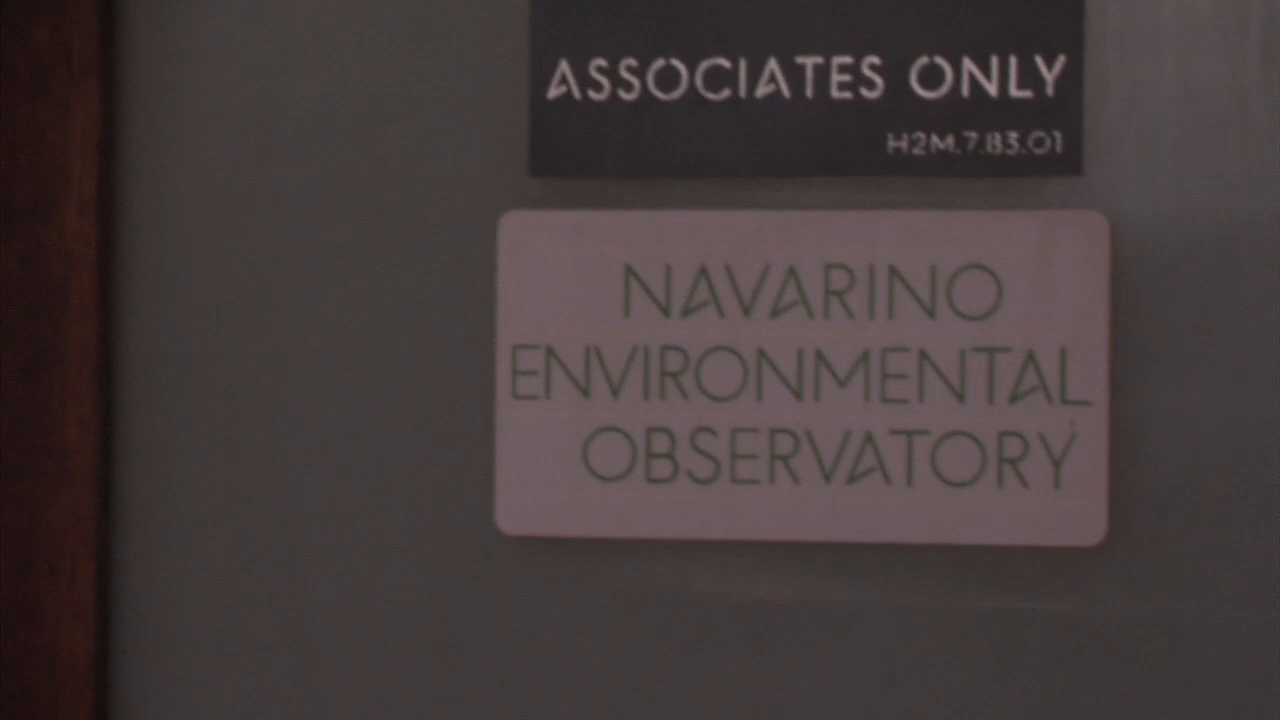 ASSOCIATES ONLY
H2M.7.B3.01
NAVARINO
ENVIRONMENTAL
OBSERVATORY